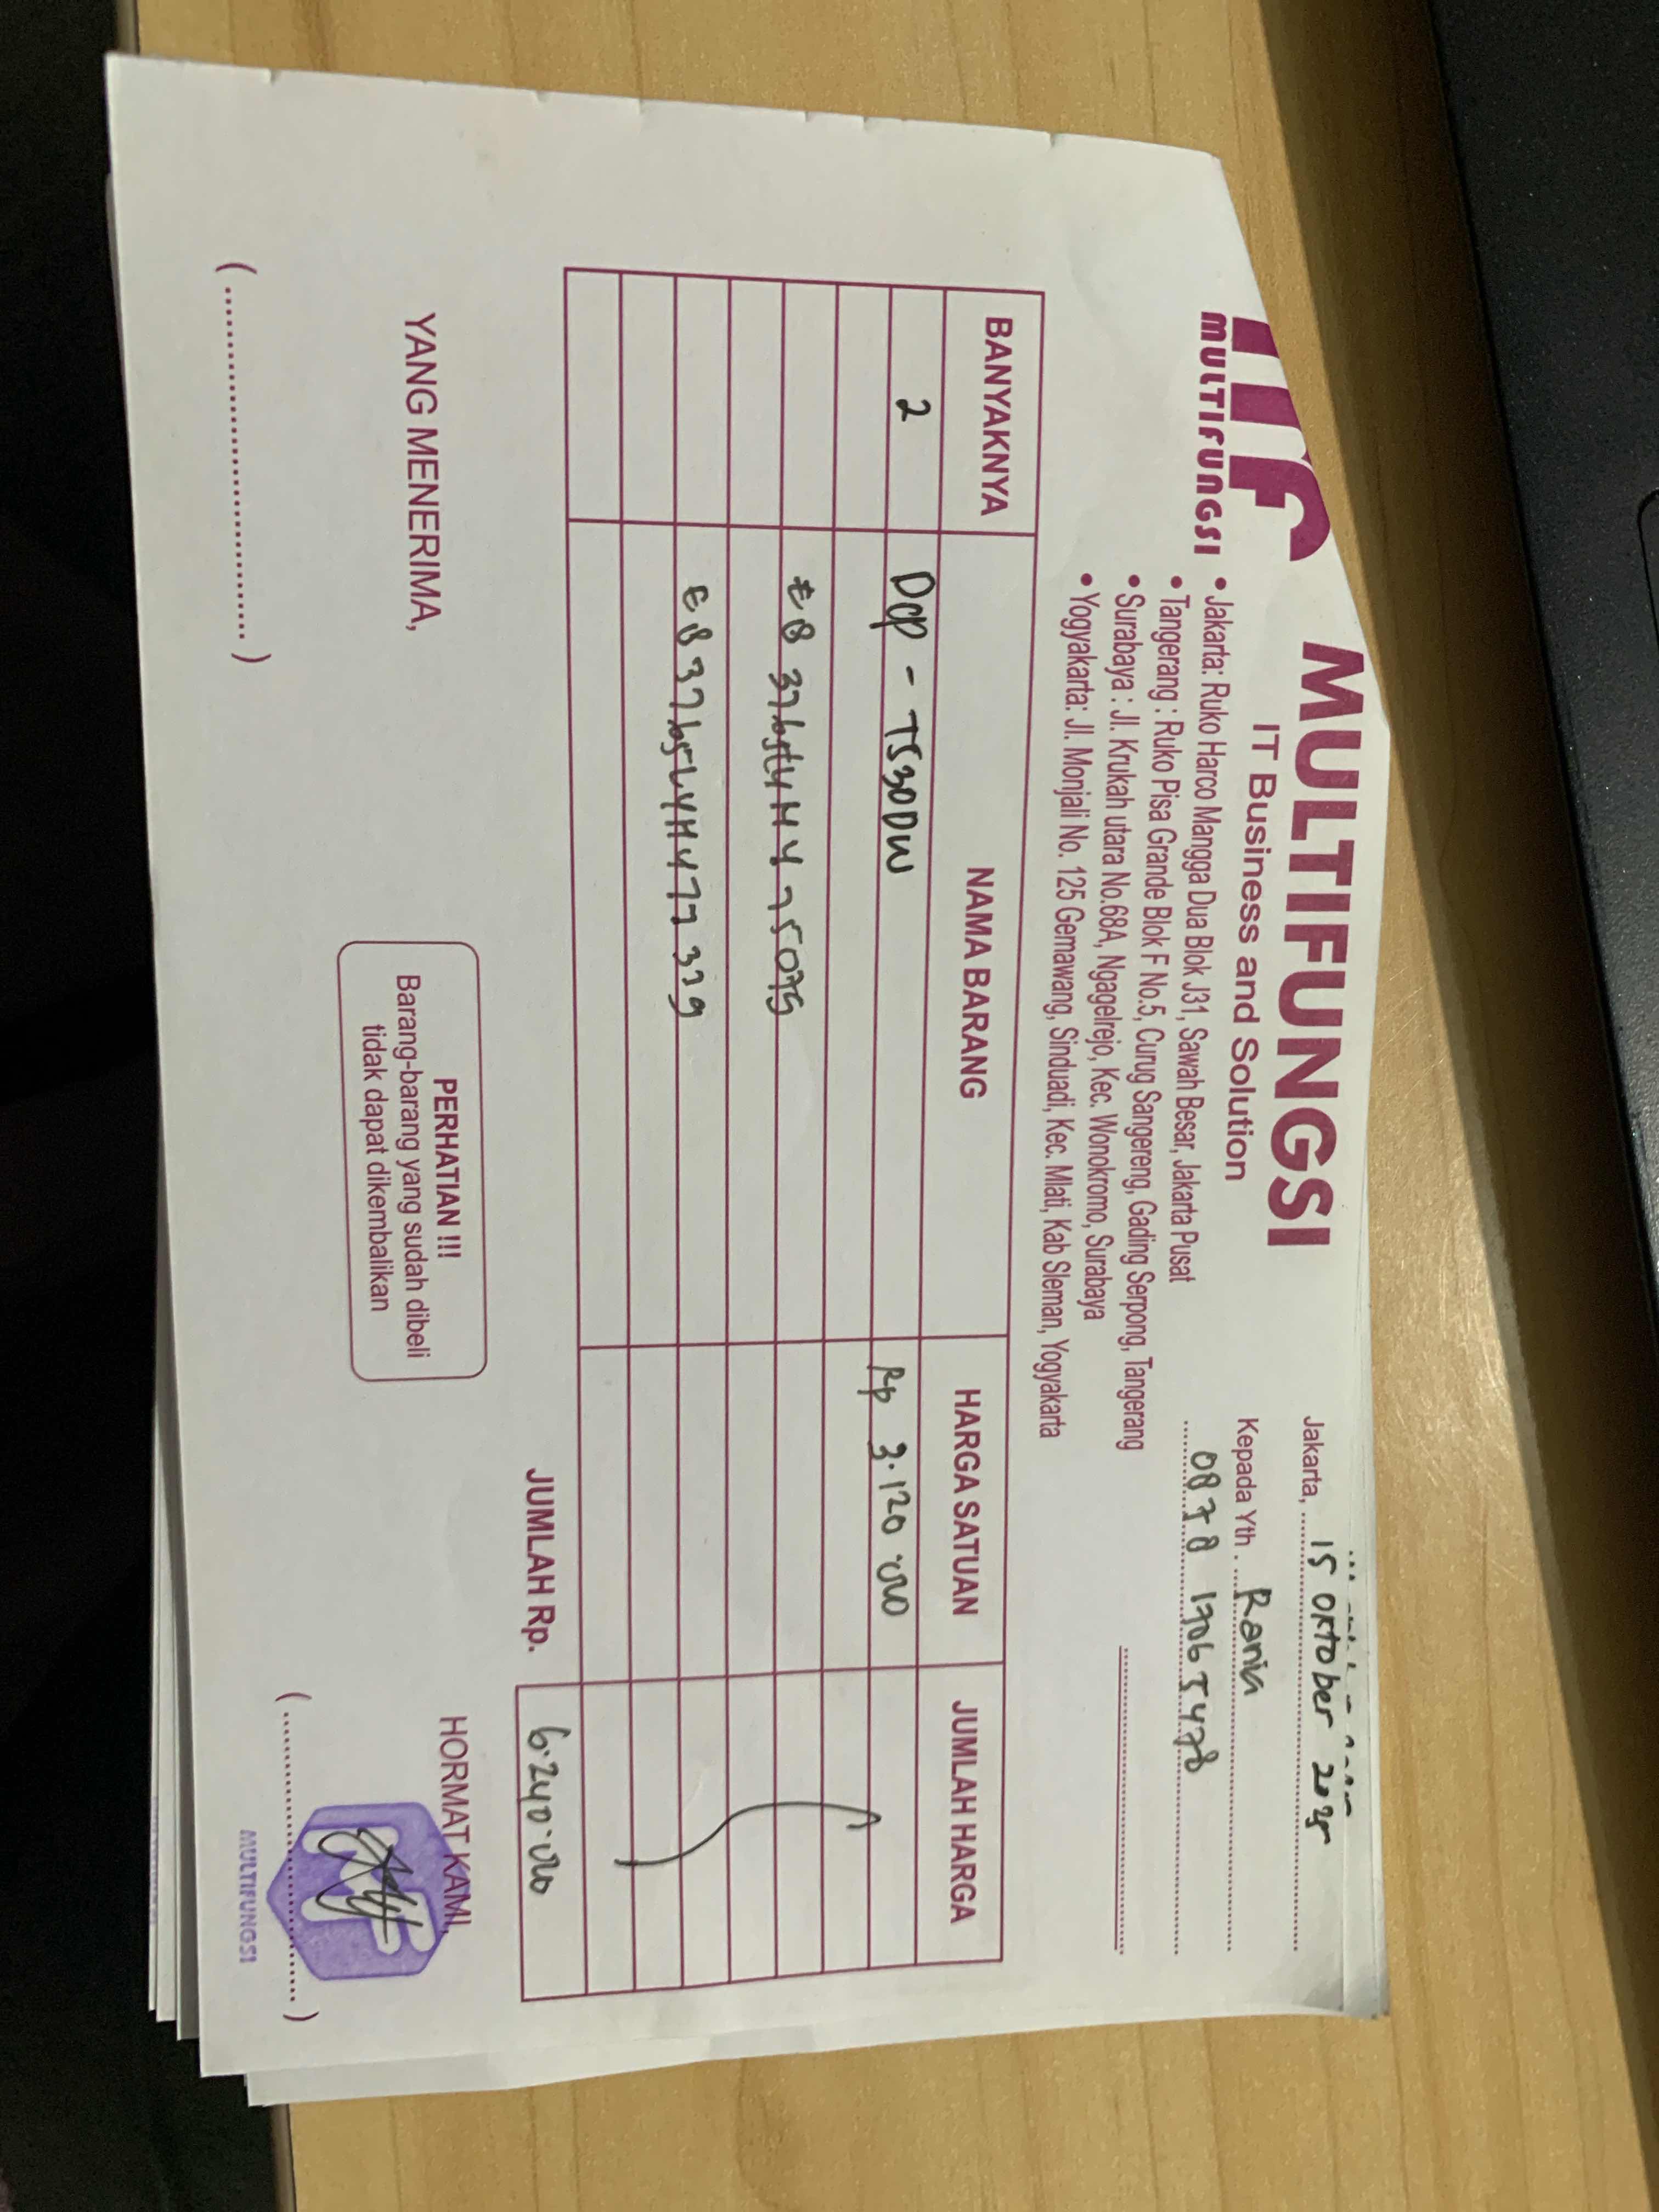 MULTIFUNGSI
MULTIFUNGSI
IT Business and Solution
• Jakarta: Ruko Harco Mangga Dua Blok J31, Sawah Besar, Jakarta Pusat
• Tangerang : Ruko Pisa Grande Blok F No.5, Curug Sangereng, Gading Serpong, Tangerang
• Surabaya : Jl. Krukah utara No.68A, Ngagelrejo, Kec. Wonokromo, Surabaya
• Yogyakarta: Jl. Monjali No. 125 Gemawang, Sinduadi, Kec. Mlati, Kab Sleman, Yogyakarta
Jakarta, 15 Oktober 2025
Kepada Yth. Rania
0878 1706 5478
BANYAKNYA NAMA BARANG HARGA SATUAN JUMLAH HARGA
2 DCP - T530DW Rp 3.120.000
JUMLAH Rp. 6.240.000
YANG MENERIMA,
PERHATIAN !!!
Barang-barang yang sudah dibeli
tidak dapat dikembalikan
HORMAT KAMI,
MULTIFUNGSI